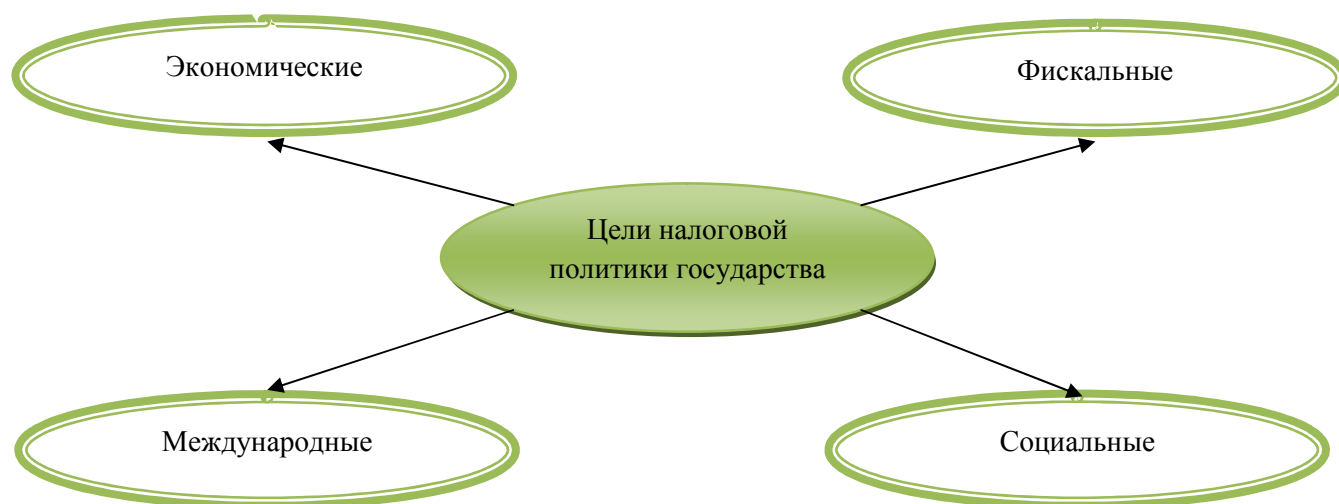 Экономические
Фискальные
Цели налоговой
политики государства
Международные
Социальные